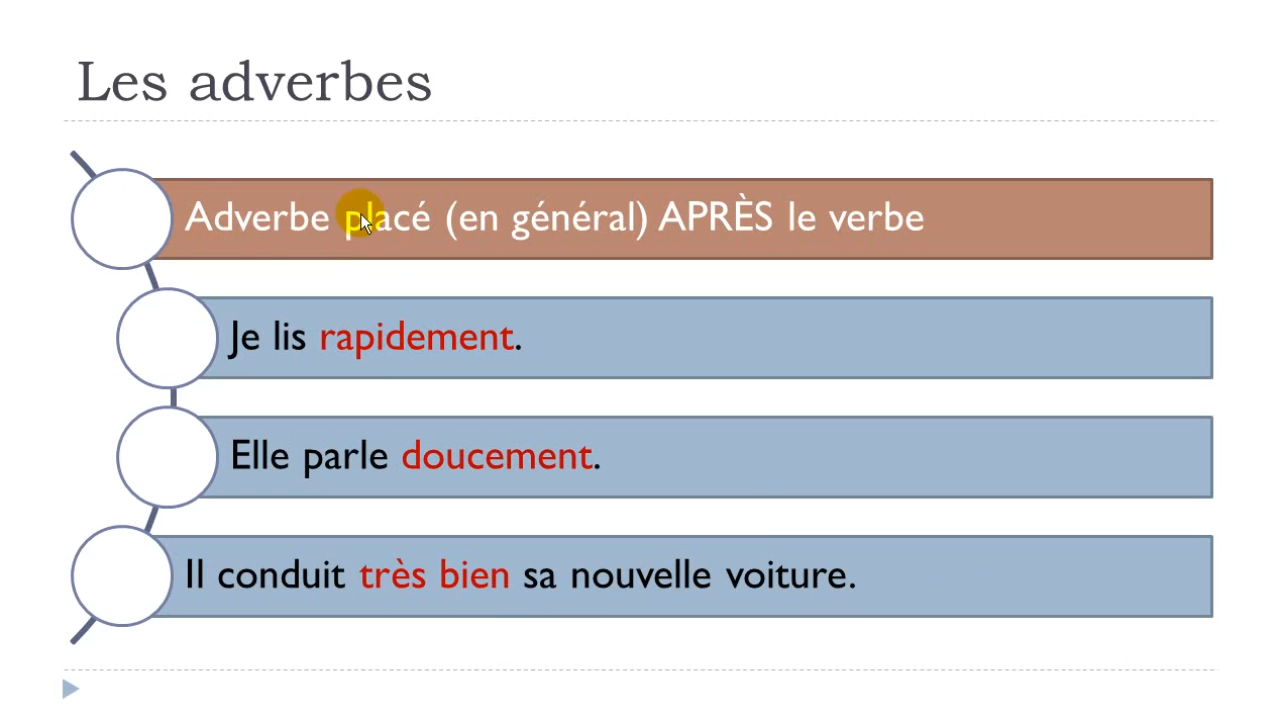 Les adverbes
Adverbe placé (en général) APRÈS le verbe
Je lis rapidement.
Elle parle doucement.
Il conduit très bien sa nouvelle voiture.